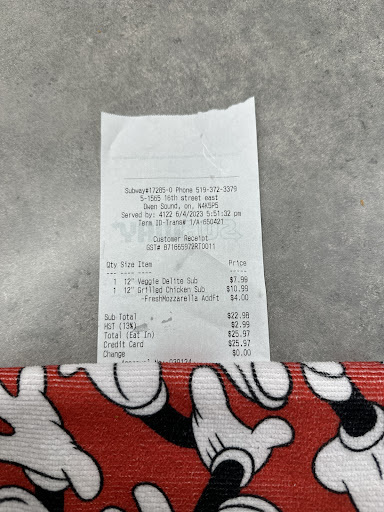 Subway#17285-0 Phone 519-372-3379
5-1565 16th street east
Owen Sound, on, N4K5P5
Served by: 4122 6/4/2023 5:51:32 pm
Term ID-Trans# 1/A-650421
Customer Receipt
GST# 871665972RT0011
Qty Size Item Price
--- ---- ---- -----
1 12" Veggie Delite Sub $7.99
1 12" Grilled Chicken Sub $10.99
-FreshMozzarella AddFt $4.00
Sub Total $22.98
HST (13%) $2.99
Total (Eat In) $25.97
Credit Card $25.97
Change $0.00